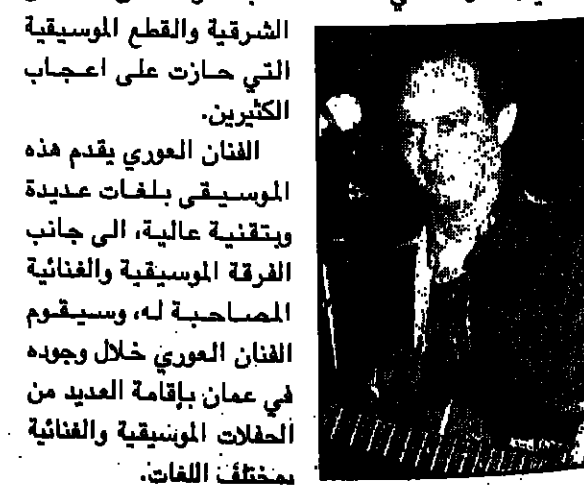 الشرقية والقطع الموسيقية
التي حازت على اعجاب
الكثيرين.
الفنان العوري يقدم هذه
الموسيقى بلغات عديدة
وبتقنية عالية، الى جانب
الفرقة الموسيقية والغنائية
المصاحبة له، وسيقوم
الفنان العوري خلال وجوده
في عمان بإقامة العديد من
الحفلات الموسيقية والغنائية
بمختلف اللغات.